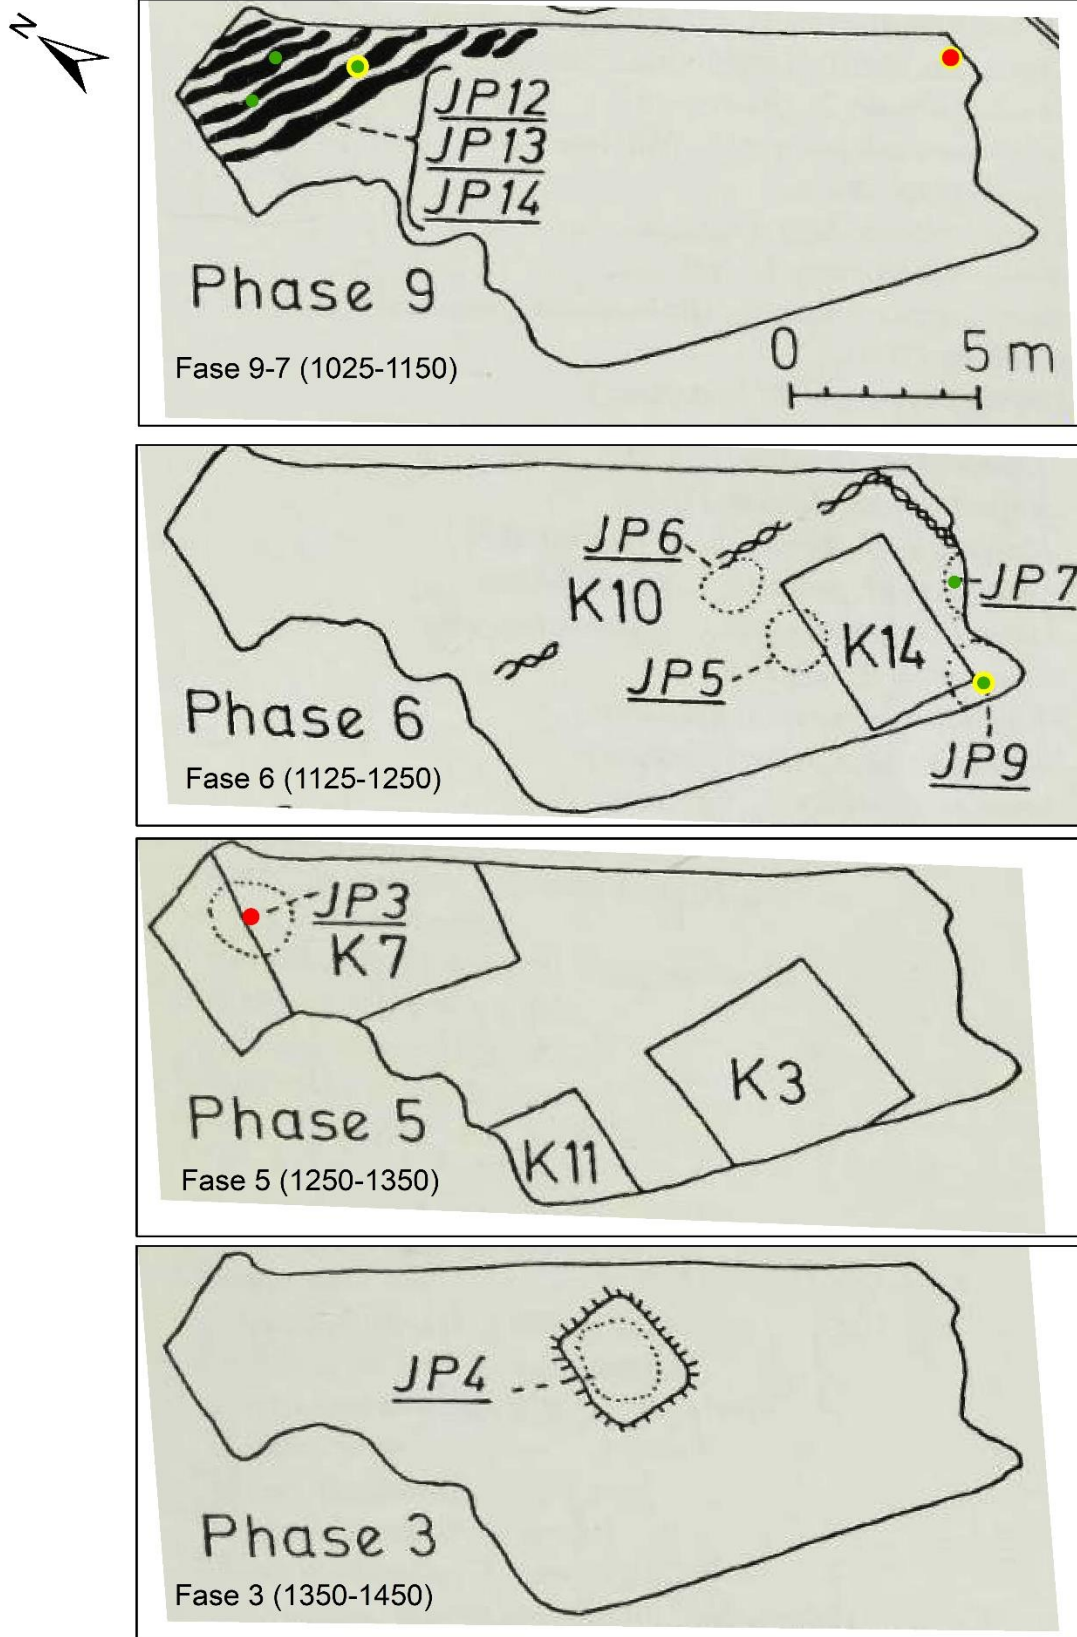 N
JP12
JP13
JP14
Phase 9
0 5 m
Fase 9-7 (1025-1150)
JP6
K10
JP7
K14
JP5
Phase 6
JP9
Fase 6 (1125-1250)
JP3
K7
K3
Phase 5
K11
Fase 5 (1250-1350)
JP4
Phase 3
Fase 3 (1350-1450)